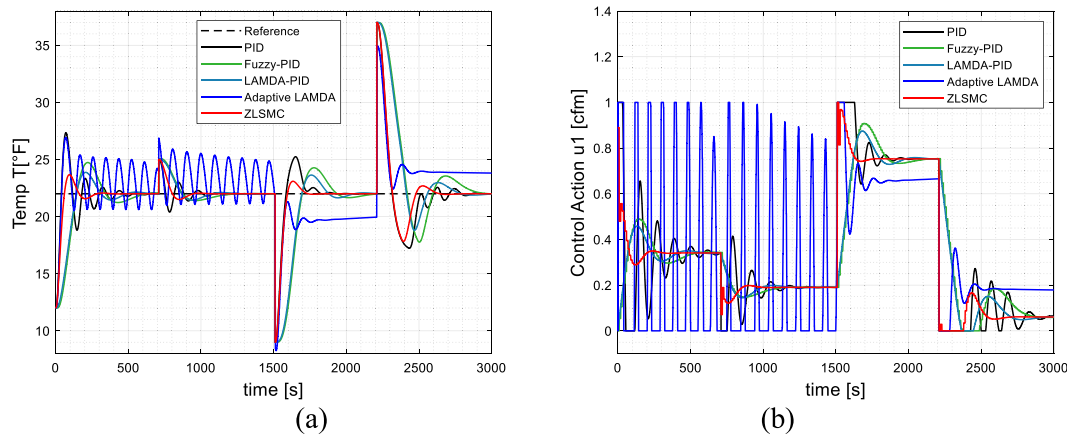 Temp T[°F]
35
30
25
20
15
10
0 500 1000 1500 2000 2500 3000
time [s]
Reference
PID
Fuzzy-PID
LAMDA-PID
Adaptive LAMDA
ZLSMC
(a)
Control Action u1 [cfm]
1.4
1.2
1
0.8
0.6
0.4
0.2
0
0 500 1000 1500 2000 2500 3000
time [s]
PID
Fuzzy-PID
LAMDA-PID
Adaptive LAMDA
ZLSMC
(b)